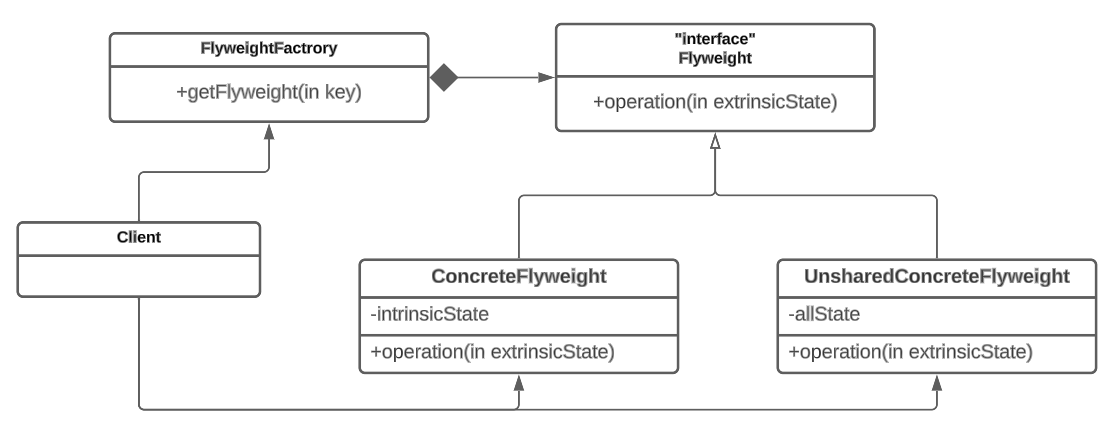 FlyweightFactrory
+getFlyweight(in key)
"interface"
Flyweight
+operation(in extrinsicState)
Client
ConcreteFlyweight
-intrinsicState
+operation(in extrinsicState)
UnsharedConcreteFlyweight
-allState
+operation(in extrinsicState)